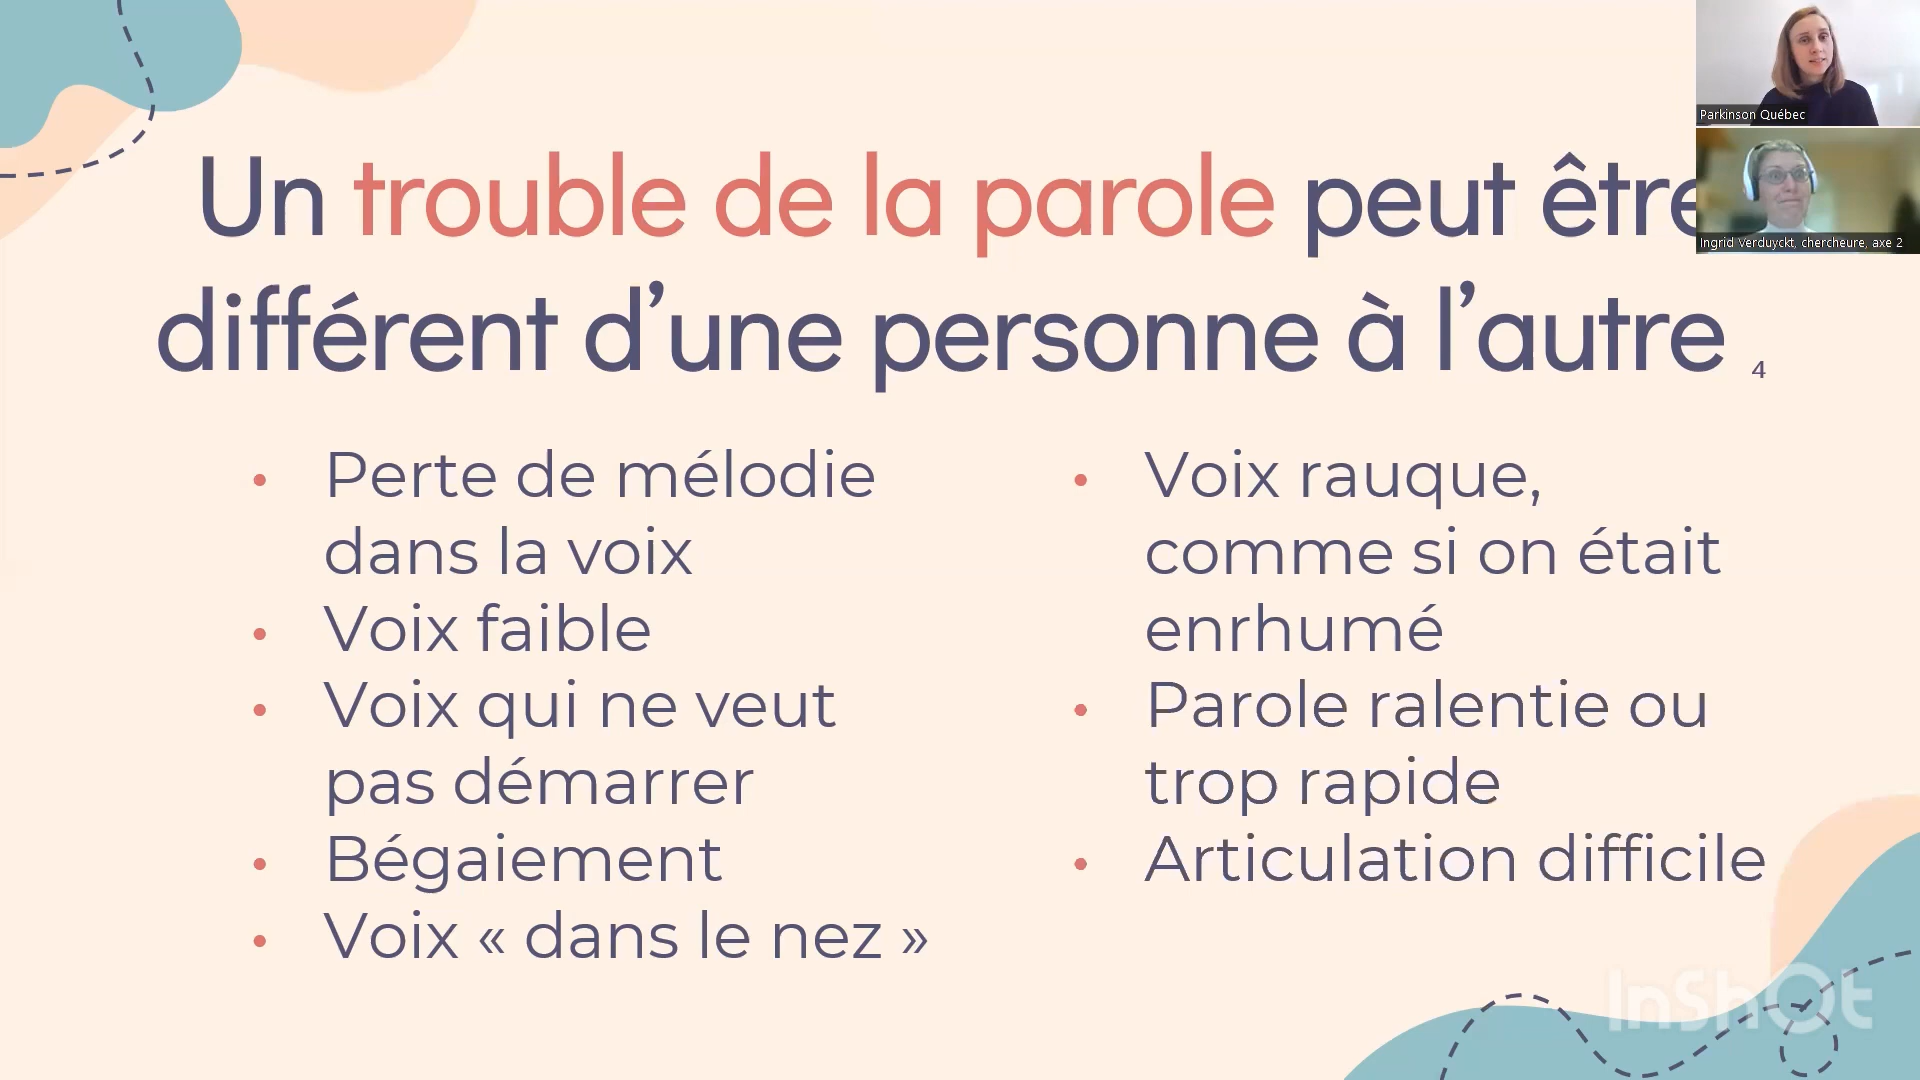 Un trouble de la parole peut être
différent d’une personne à l’autre 4
Perte de mélodie
dans la voix
Voix faible
Voix qui ne veut
pas démarrer
Bégaiement
Voix « dans le nez »
Voix rauque,
comme si on était
enrhumé
Parole ralentie ou
trop rapide
Articulation difficile
Parkinson Québec
Ingrid Verduyckt, chercheure, axe 2
InShOt